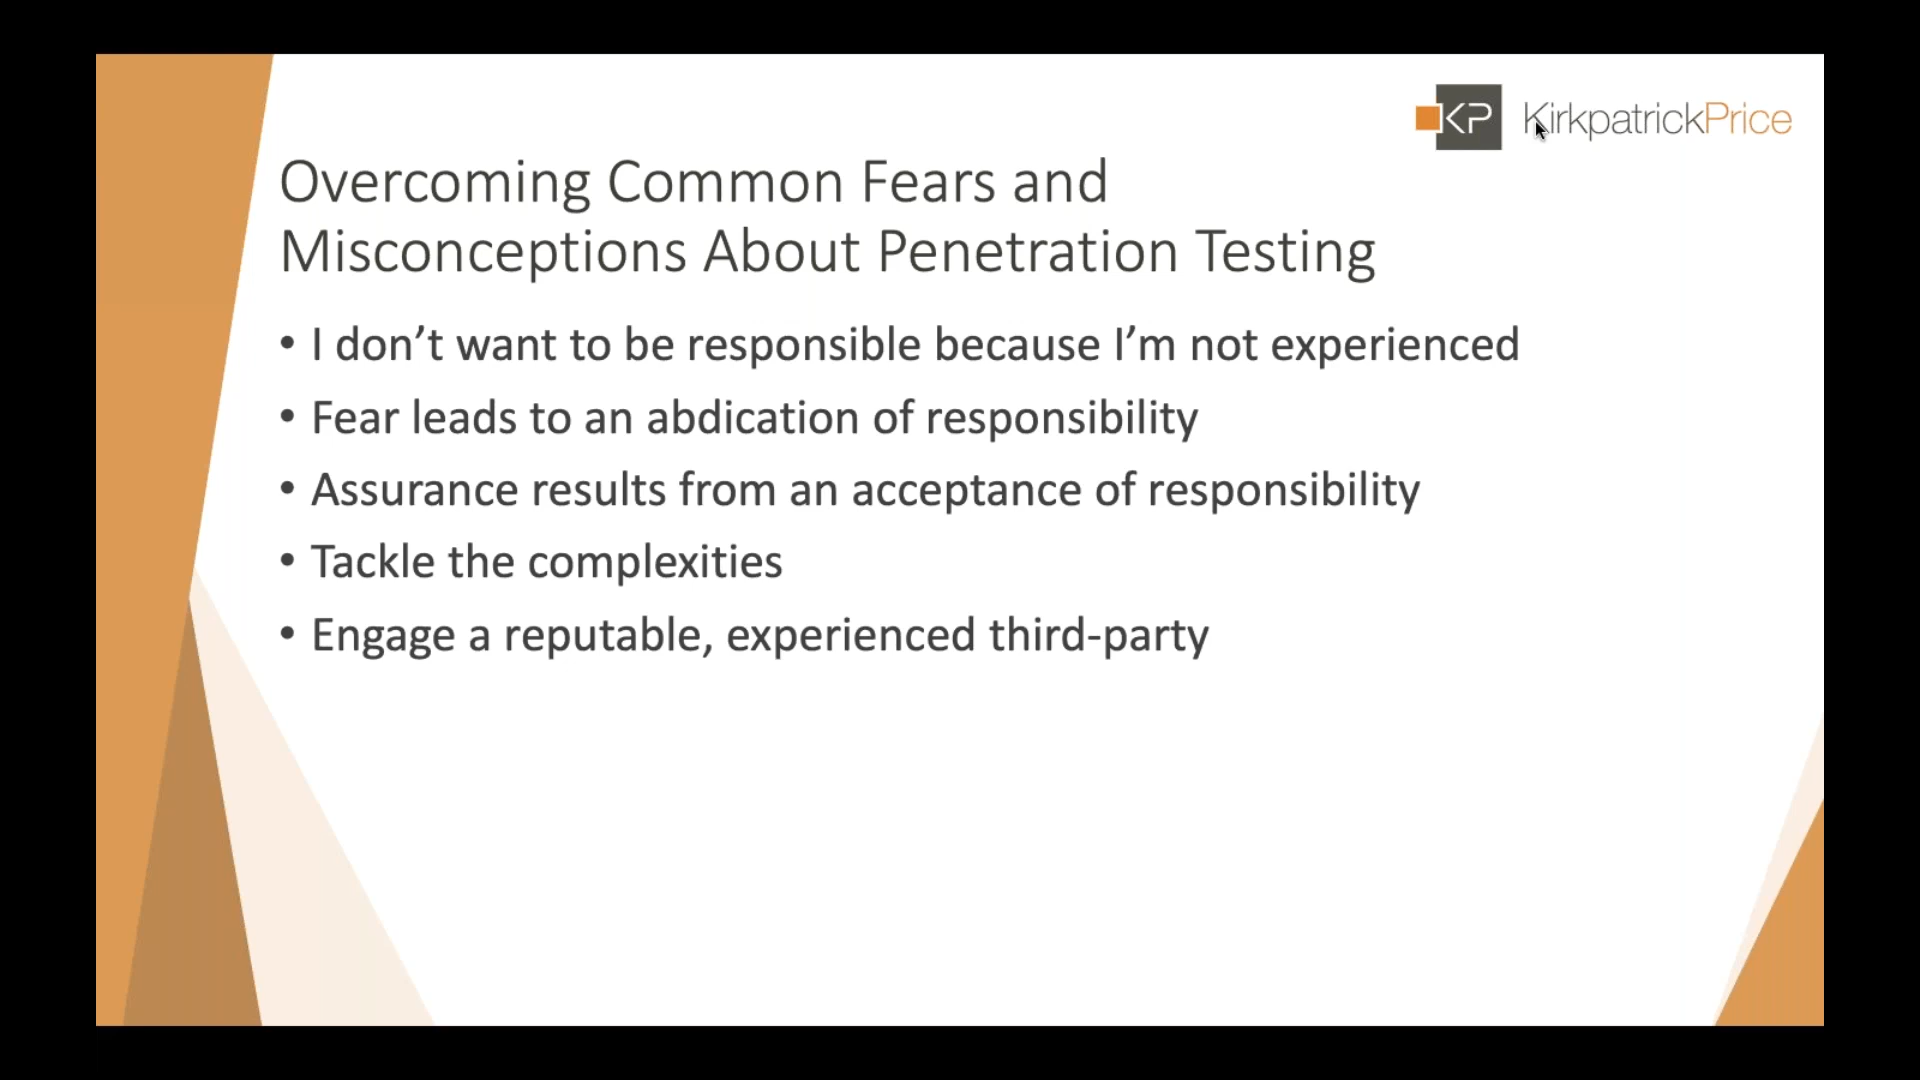 KP KirkpatrickPrice
Overcoming Common Fears and
Misconceptions About Penetration Testing
• I don’t want to be responsible because I’m not experienced
• Fear leads to an abdication of responsibility
• Assurance results from an acceptance of responsibility
• Tackle the complexities
• Engage a reputable, experienced third-party